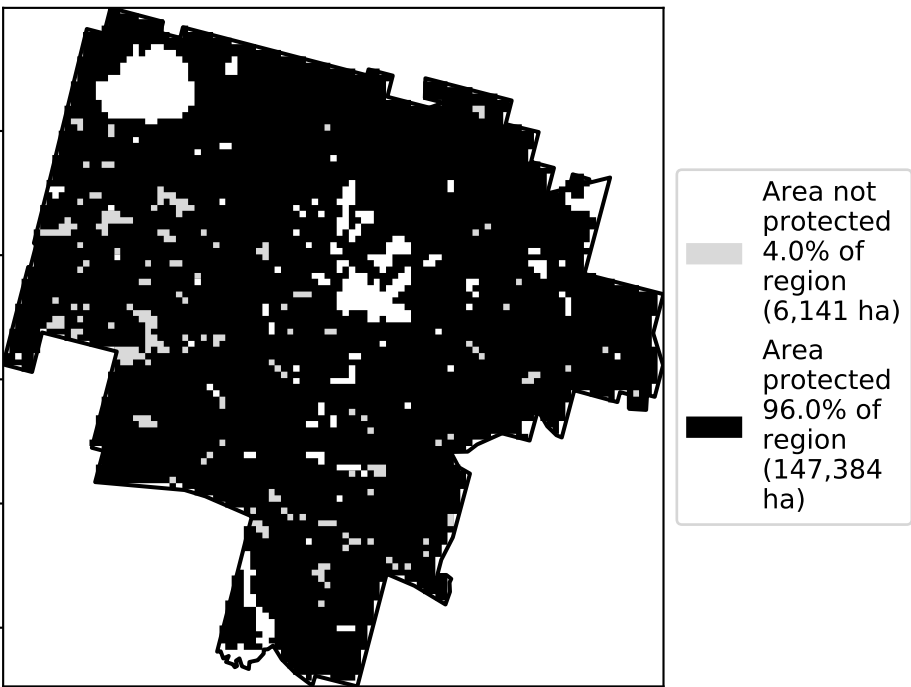 Area not
protected
4.0% of
region
(6,141 ha)
Area
protected
96.0% of
region
(147,384
ha)